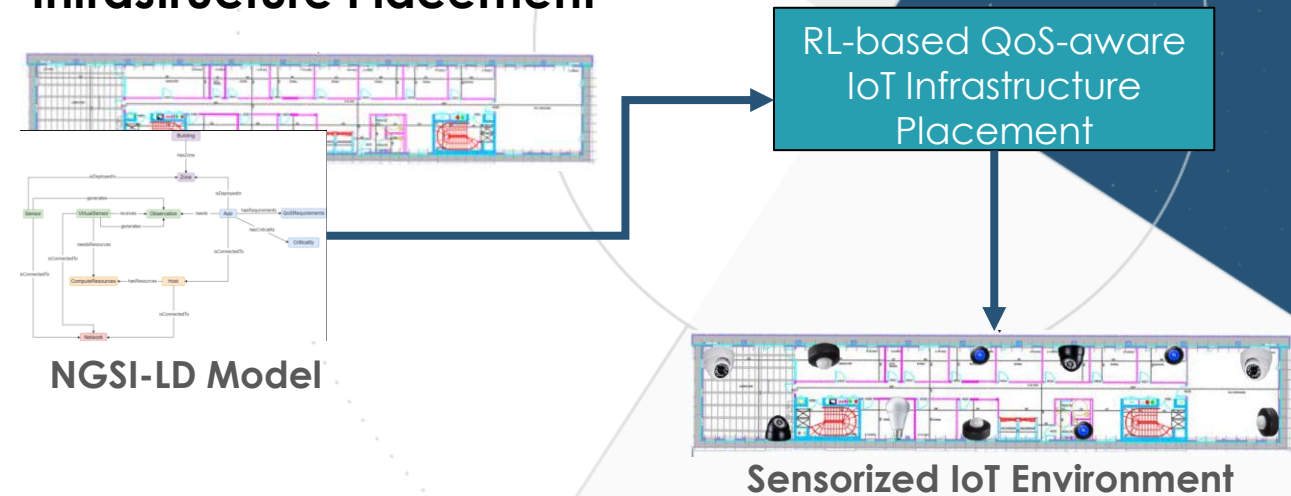 Infrastructure Placement
RL-based QoS-aware
IoT Infrastructure
Placement
Building
hasZone
isDeployedIn
Zone
isDeployedIn
generates
Sensor
VirtualSensor
receives
Observation
needs
App
hasRequirements
QoSRequirements
generates
hasCriticality
Criticality
needsResources
isConnectedTo
isConnectedTo
isConnectedTo
ComputeResources
hasResources
Host
isConnectedTo
Network
NGSI-LD Model
Sensorized IoT Environment